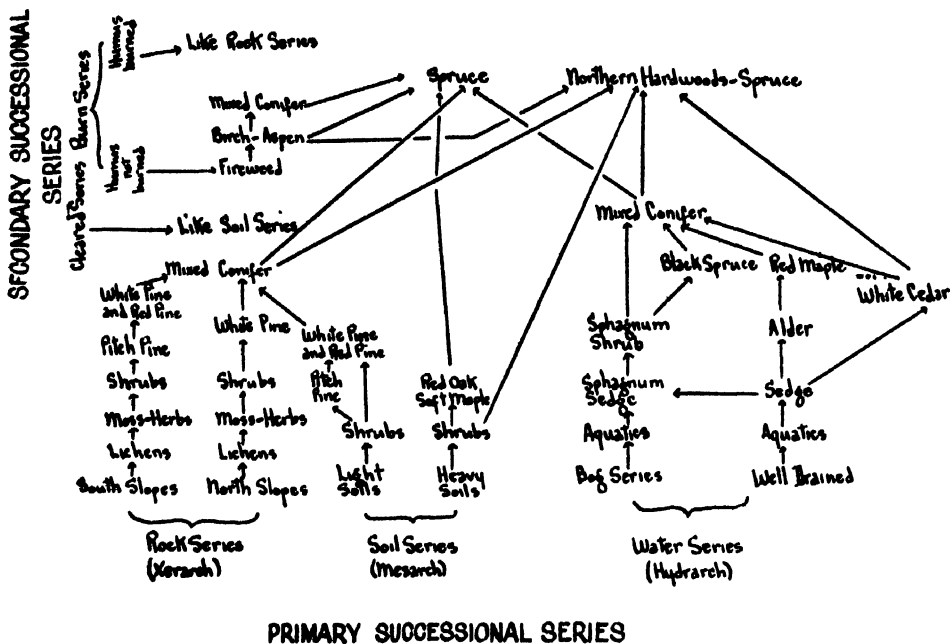 SECONDARY SUCCESSIONAL
SERIES
Burn Series
Cleared Series
Humus
burned
Humus
not
burned
Like Rock Series
Mixed Conifer
Birch-Aspen
Fireweed
Like Soil Series
Spruce
Northern Hardwoods-Spruce
Mixed Conifer
White Pine
and Red Pine
Pitch Pine
Shrubs
Moss-Herbs
Lichens
South Slopes
White Pine
Shrubs
Moss-Herbs
Lichens
North Slopes
Rock Series
(Xerarch)
White Pine
and Red Pine
Pitch
Pine
Shrubs
Light
Soils
Red Oak
Soft Maple
Shrubs
Heavy
Soils
Soil Series
(Mesarch)
Mixed Conifer
Black Spruce
Red Maple
White Cedar
Sphagnum
Shrub
Sphagnum
Sedge
Aquatics
Bog Series
Alder
Sedge
Aquatics
Well Drained
Water Series
(Hydrarch)
PRIMARY SUCCESSIONAL SERIES